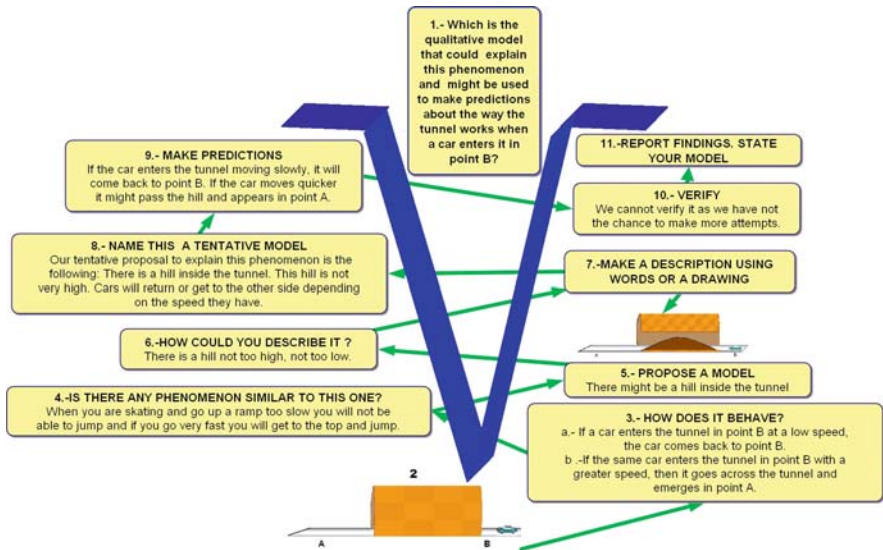 1.- Which is the
qualitative model
that could explain
this phenomenon
and might be used
to make predictions
about the way the
tunnel works when
a car enters it in
point B?
2
A
B
3.- HOW DOES IT BEHAVE?
a.- If a car enters the tunnel in point B at a low speed,
the car comes back to point B.
b .-If the same car enters the tunnel in point B with a
greater speed, then it goes across the tunnel and
emerges in point A.
4.-IS THERE ANY PHENOMENON SIMILAR TO THIS ONE?
When you are skating and go up a ramp too slow you will not be
able to jump and if you go very fast you will get to the top and jump.
5.- PROPOSE A MODEL
There might be a hill inside the tunnel
6.-HOW COULD YOU DESCRIBE IT ?
There is a hill not too high, not too low.
7.-MAKE A DESCRIPTION USING
WORDS OR A DRAWING
8.- NAME THIS A TENTATIVE MODEL
Our tentative proposal to explain this phenomenon is the
following: There is a hill inside the tunnel. This hill is not
very high. Cars will return or get to the other side depending
on the speed they have.
9.- MAKE PREDICTIONS
If the car enters the tunnel moving slowly, it will
come back to point B. If the car moves quicker
it might pass the hill and appears in point A.
10.- VERIFY
We cannot verify it as we have not
the chance to make more attempts.
11.-REPORT FINDINGS. STATE
YOUR MODEL